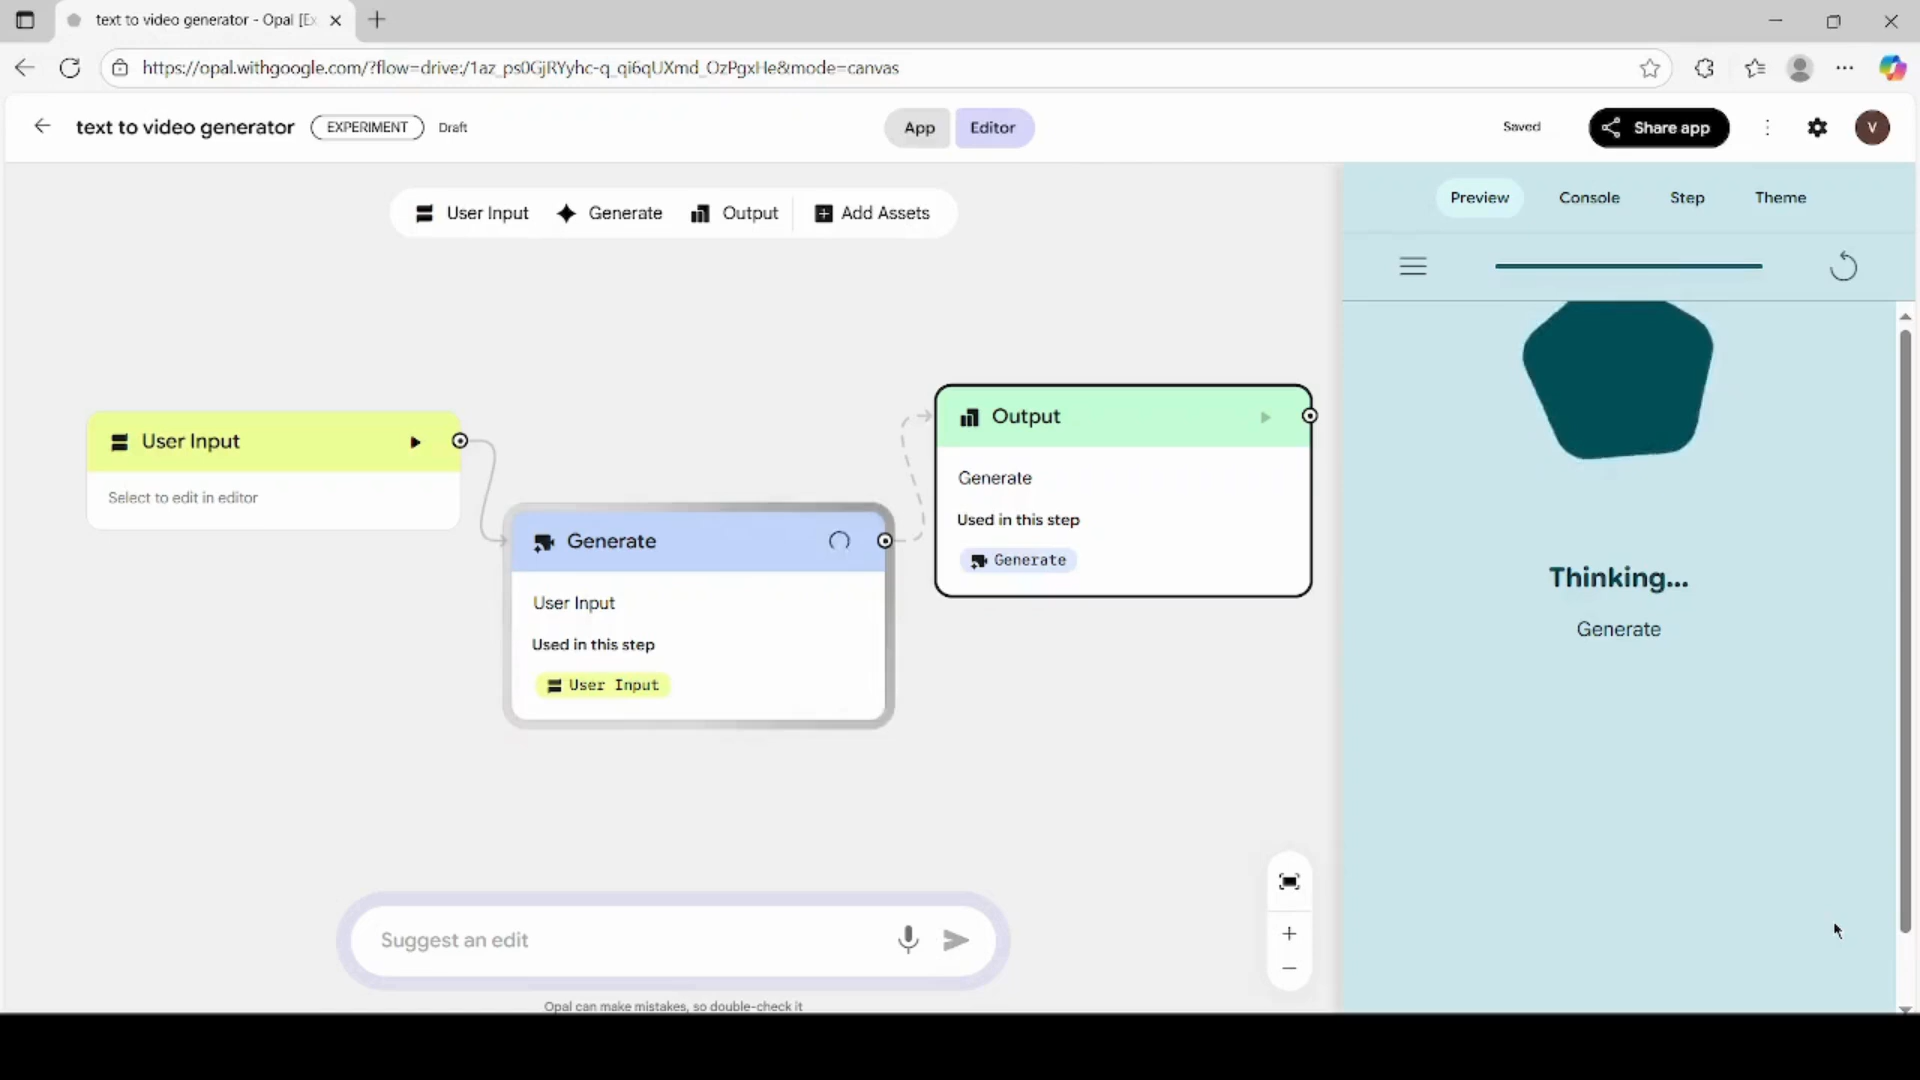 text to video generator - Opal [Ex
https://opal.withgoogle.com/?flow=drive:/1az_ps0GjRYyhc-q_qi6qUXmd_OzPgxHe&mode=canvas
text to video generator EXPERIMENT Draft App Editor Saved Share app V
User Input Generate Output Add Assets
Preview Console Step Theme
User Input
Select to edit in editor
Generate
User Input
Used in this step
User Input
Output
Generate
Used in this step
Generate
Thinking...
Generate
Suggest an edit
Opal can make mistakes, so double-check it